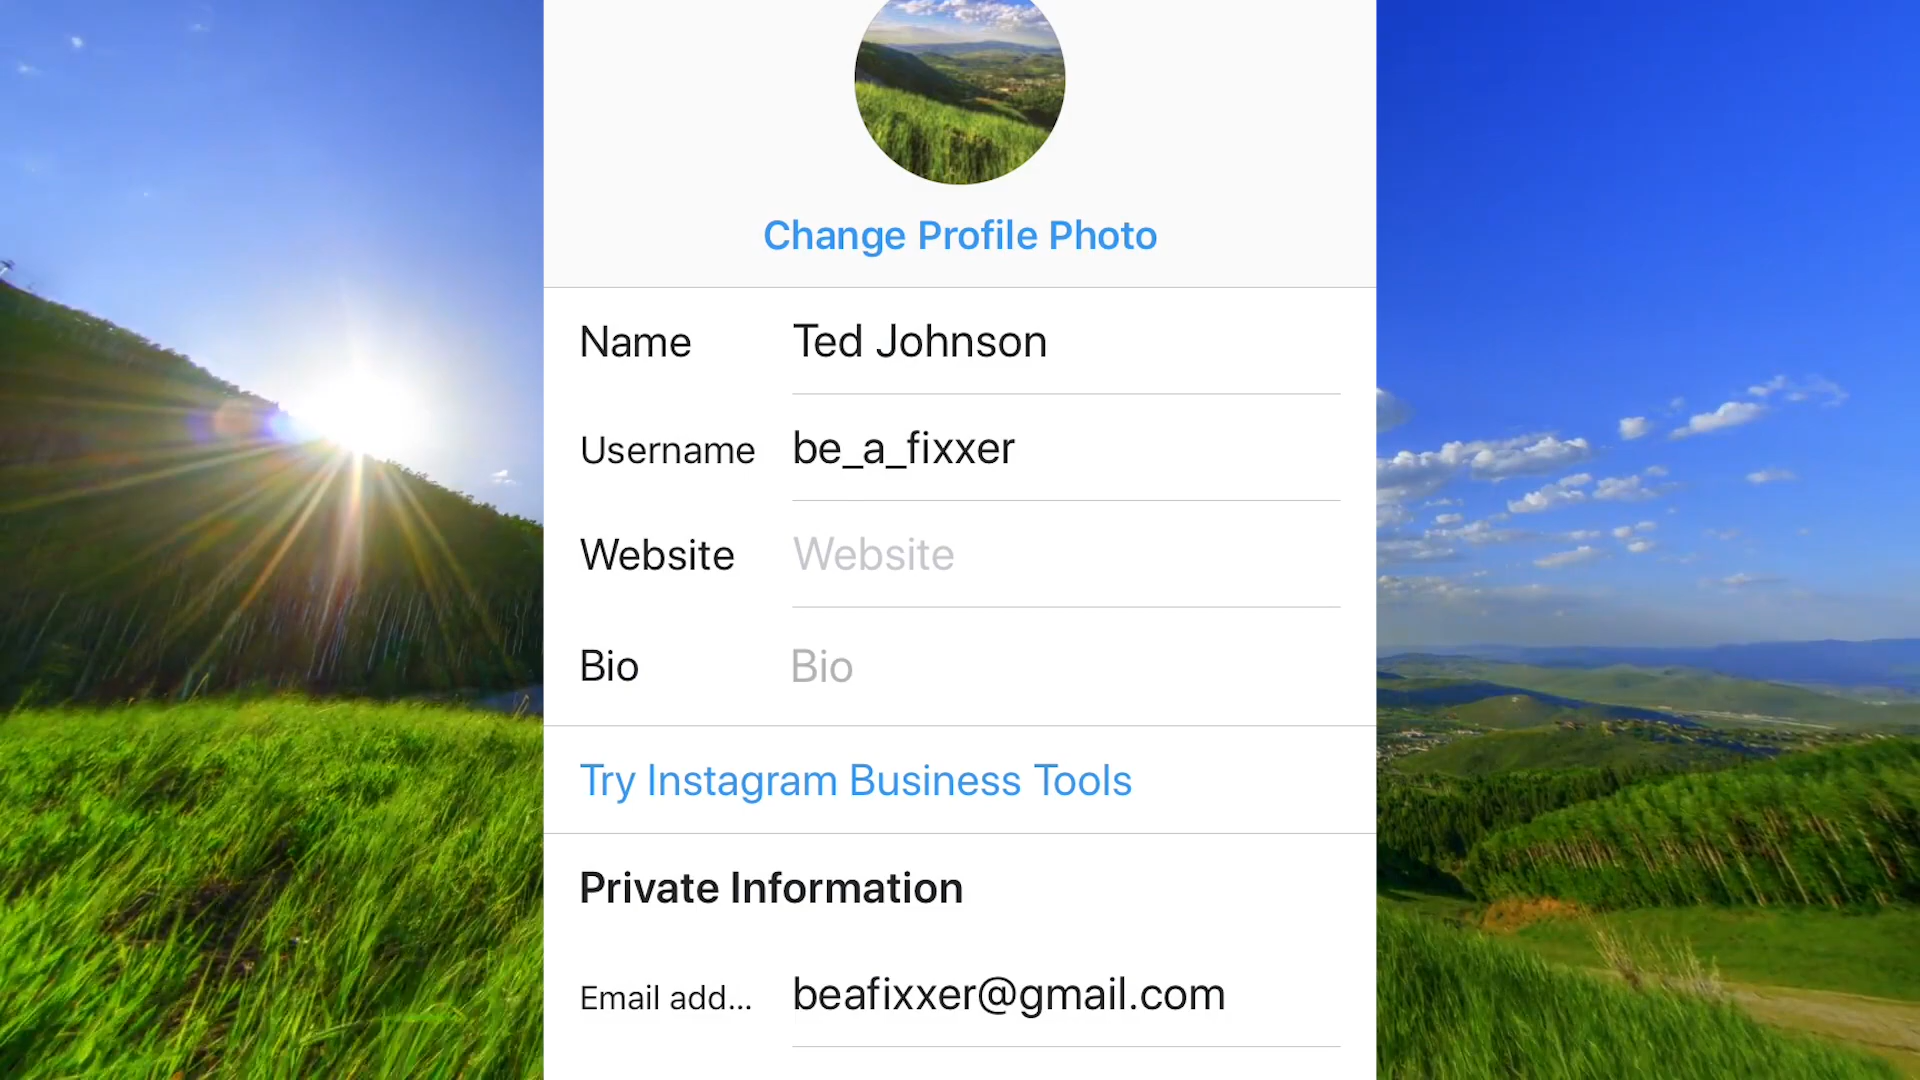 Change Profile Photo
Name Ted Johnson
Username be_a_fixxer
Website Website
Bio Bio
Try Instagram Business Tools
Private Information
Email add... beafixxer@gmail.com